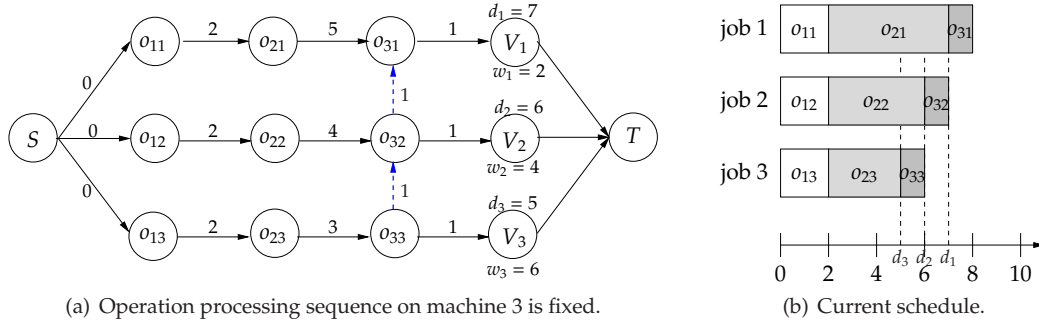 d₁ = 7
o₁₁ 2 o₂₁ 5 o₃₁ 1 V₁
w₁ = 2
0
1
d₂ = 6
S 0 o₁₂ 2 o₂₂ 4 o₃₂ 1 V₂ T
w₂ = 4
0
1
d₃ = 5
o₁₃ 2 o₂₃ 3 o₃₃ 1 V₃
w₃ = 6
(a) Operation processing sequence on machine 3 is fixed.
job 1 o₁₁ o₂₁ o₃₁
job 2 o₁₂ o₂₂ o₃₂
job 3 o₁₃ o₂₃ o₃₃
d₃ d₂ d₁
0 2 4 6 8 10
(b) Current schedule.